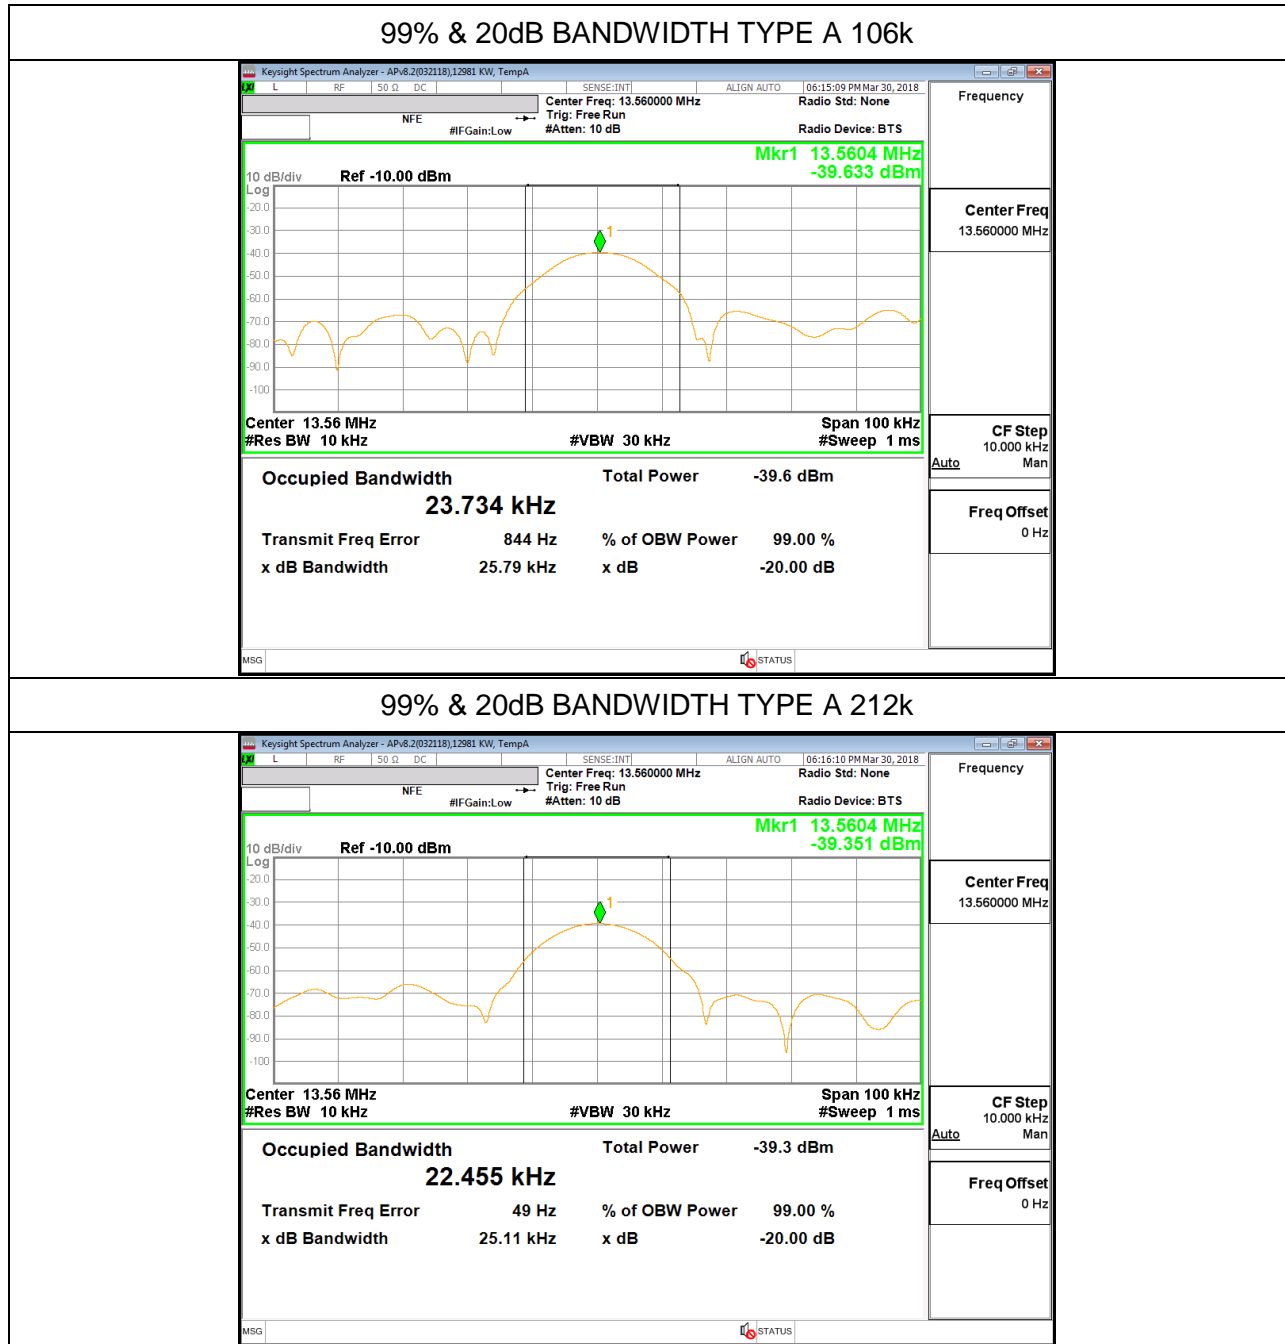 99% & 20dB BANDWIDTH TYPE A 106k
Keysight Spectrum Analyzer - APv8.2(032118),12981 KW, TempA
LXI L RF 50 Ω DC SENSE:INT ALIGN AUTO 06:15:09 PM Mar 30, 2018
Center Freq: 13.560000 MHz Radio Std: None
NFE Trig: Free Run
#IFGain:Low #Atten: 10 dB Radio Device: BTS
Frequency
Mkr1 13.5604 MHz
10 dB/div Ref -10.00 dBm -39.633 dBm
Log
-20.0
-30.0
-40.0
-50.0
-60.0
-70.0
-80.0
-90.0
-100
1
Center 13.56 MHz Span 100 kHz
#Res BW 10 kHz #VBW 30 kHz #Sweep 1 ms
Center Freq
13.560000 MHz
CF Step
10.000 kHz
Auto Man
Freq Offset
0 Hz
Occupied Bandwidth Total Power -39.6 dBm
23.734 kHz
Transmit Freq Error 844 Hz % of OBW Power 99.00 %
x dB Bandwidth 25.79 kHz x dB -20.00 dB
MSG STATUS
99% & 20dB BANDWIDTH TYPE A 212k
Keysight Spectrum Analyzer - APv8.2(032118),12981 KW, TempA
LXI L RF 50 Ω DC SENSE:INT ALIGN AUTO 06:16:10 PM Mar 30, 2018
Center Freq: 13.560000 MHz Radio Std: None
NFE Trig: Free Run
#IFGain:Low #Atten: 10 dB Radio Device: BTS
Frequency
Mkr1 13.5604 MHz
10 dB/div Ref -10.00 dBm -39.351 dBm
Log
-20.0
-30.0
-40.0
-50.0
-60.0
-70.0
-80.0
-90.0
-100
1
Center 13.56 MHz Span 100 kHz
#Res BW 10 kHz #VBW 30 kHz #Sweep 1 ms
Center Freq
13.560000 MHz
CF Step
10.000 kHz
Auto Man
Freq Offset
0 Hz
Occupied Bandwidth Total Power -39.3 dBm
22.455 kHz
Transmit Freq Error 49 Hz % of OBW Power 99.00 %
x dB Bandwidth 25.11 kHz x dB -20.00 dB
MSG STATUS